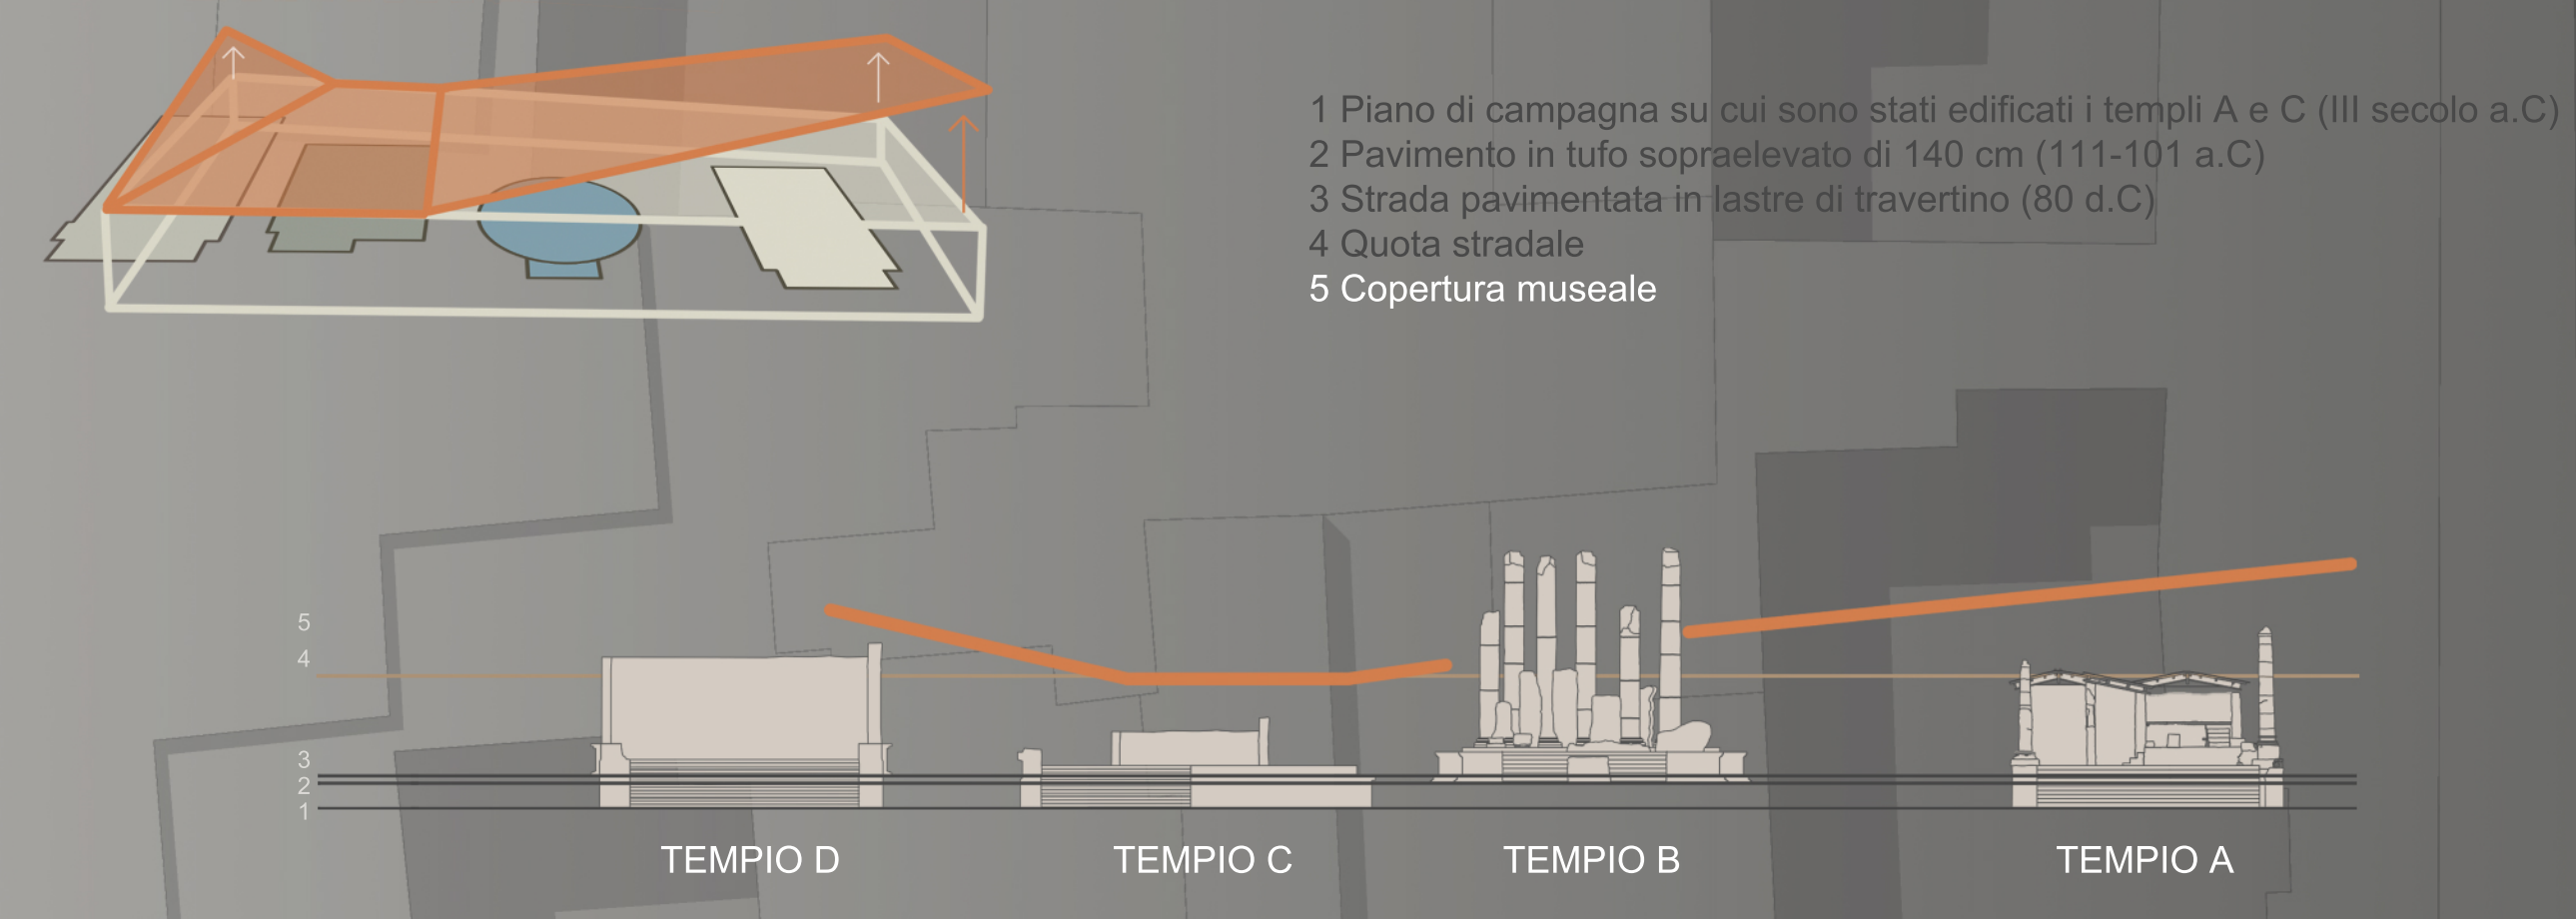 1 Piano di campagna su cui sono stati edificati i templi A e C (III secolo a.C)
2 Pavimento in tufo sopraelevato di 140 cm (111-101 a.C)
3 Strada pavimentata in lastre di travertino (80 d.C)
4 Quota stradale
5 Copertura museale
5
4
3
2
1
TEMPIO D
TEMPIO C
TEMPIO B
TEMPIO A